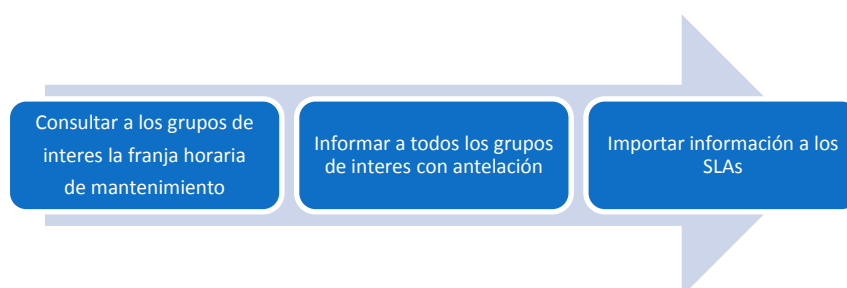 Consultar a los grupos de
interes la franja horaria
de mantenimiento
Informar a todos los grupos
de interes con antelación
Importar información a los
SLAs